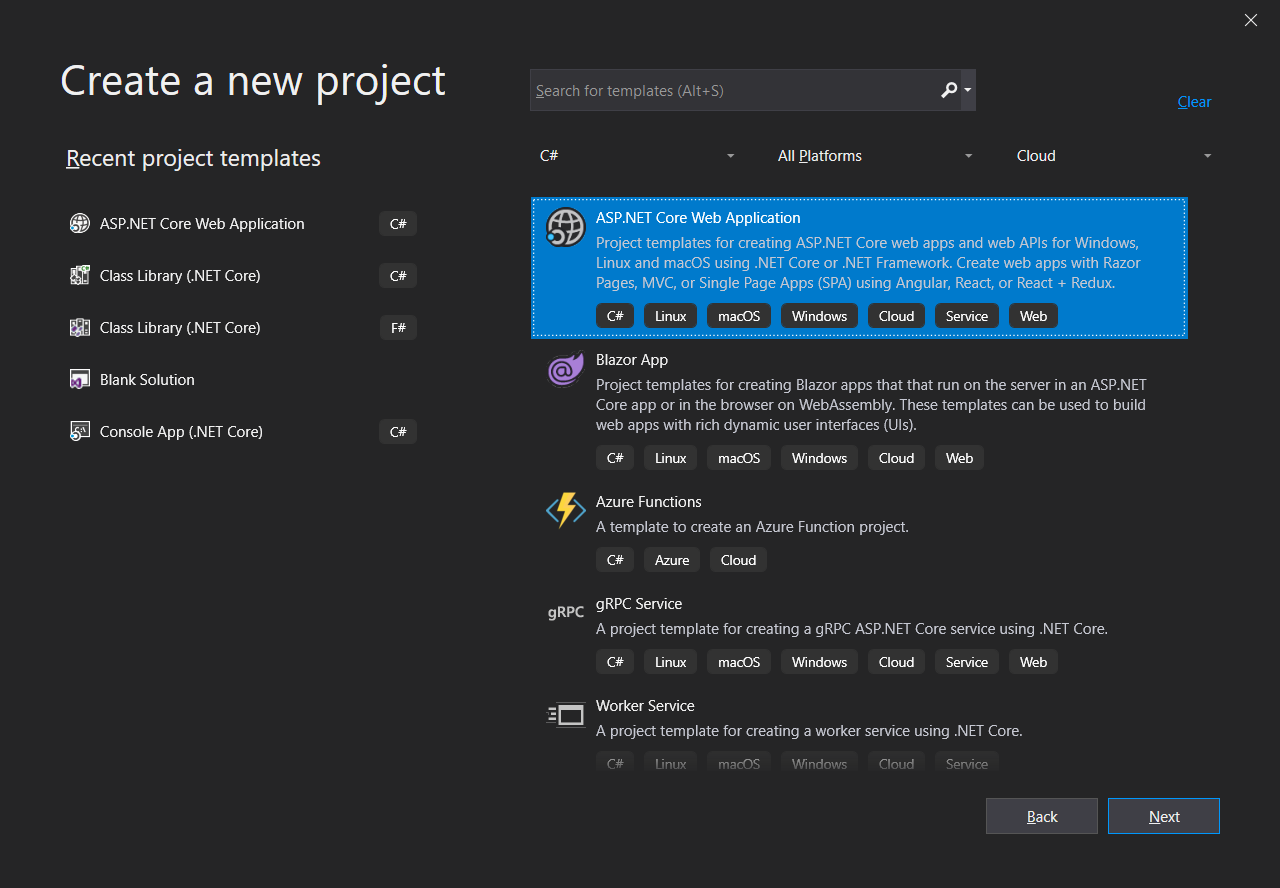 Create a new project
Search for templates (Alt+S)
Clear
Recent project templates
C#
All Platforms
Cloud
ASP.NET Core Web Application
C#
Class Library (.NET Core)
C#
Class Library (.NET Core)
F#
Blank Solution
Console App (.NET Core)
C#
ASP.NET Core Web Application
Project templates for creating ASP.NET Core web apps and web APIs for Windows,
Linux and macOS using .NET Core or .NET Framework. Create web apps with Razor
Pages, MVC, or Single Page Apps (SPA) using Angular, React, or React + Redux.
C# Linux macOS Windows Cloud Service Web
Blazor App
Project templates for creating Blazor apps that that run on the server in an ASP.NET
Core app or in the browser on WebAssembly. These templates can be used to build
web apps with rich dynamic user interfaces (UIs).
C# Linux macOS Windows Cloud Web
Azure Functions
A template to create an Azure Function project.
C# Azure Cloud
gRPC
gRPC Service
A project template for creating a gRPC ASP.NET Core service using .NET Core.
C# Linux macOS Windows Cloud Service Web
Worker Service
A project template for creating a worker service using .NET Core.
C# Linux macOS Windows Cloud Service
Back
Next